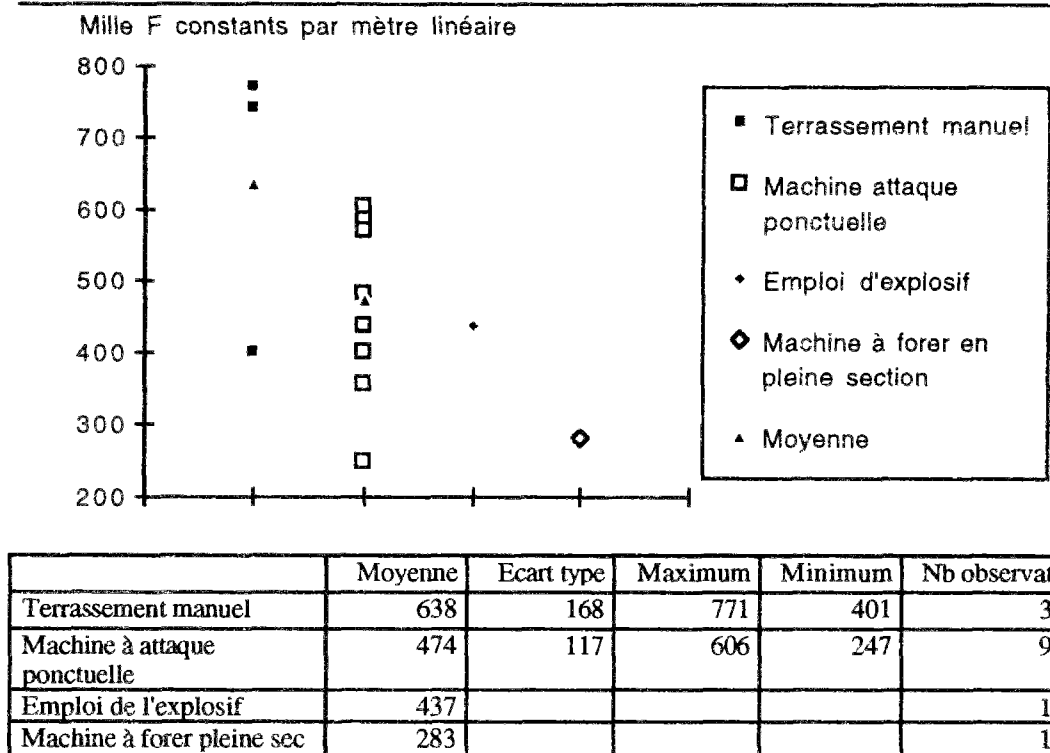 Mille F constants par mètre linéaire
800
700
600
500
400
300
200
Terrassement manuel
Machine attaque
ponctuelle
Emploi d'explosif
Machine à forer en
pleine section
Moyenne
Moyenne Ecart type Maximum Minimum Nb observat
Terrassement manuel 638 168 771 401 3
Machine à attaque 474 117 606 247 9
ponctuelle
Emploi de l'explosif 437 1
Machine à forer pleine sec 283 1